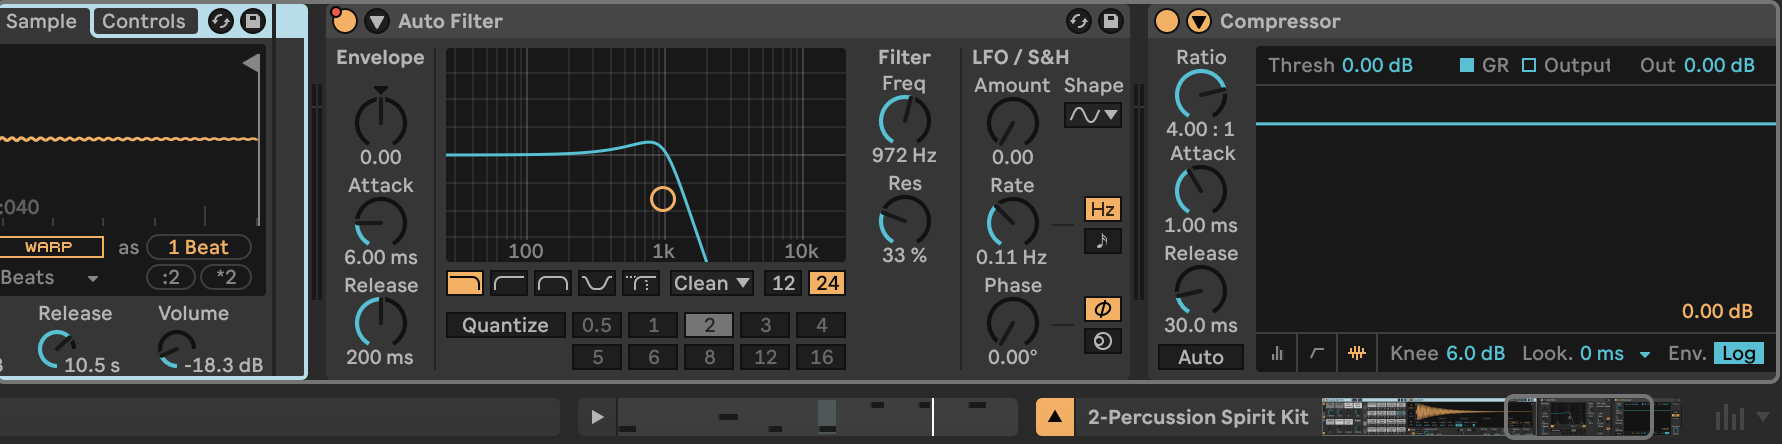 Sample Controls
:040
WARP as 1 Beat
Beats :2 *2
Release Volume
10.5 s -18.3 dB
Auto Filter
Envelope
0.00
Attack
6.00 ms
Release
200 ms
100 1k 10k
Clean 12 24
Quantize 0.5 1 2 3 4
5 6 8 12 16
Filter
Freq
972 Hz
Res
33 %
LFO / S&H
Amount Shape
0.00
Rate
Hz
0.11 Hz
Phase
0.00°
Compressor
Ratio
4.00 : 1
Attack
1.00 ms
Release
30.0 ms
Auto
Thresh 0.00 dB GR Output Out 0.00 dB
0.00 dB
Knee 6.0 dB Look. 0 ms Env. Log
2-Percussion Spirit Kit